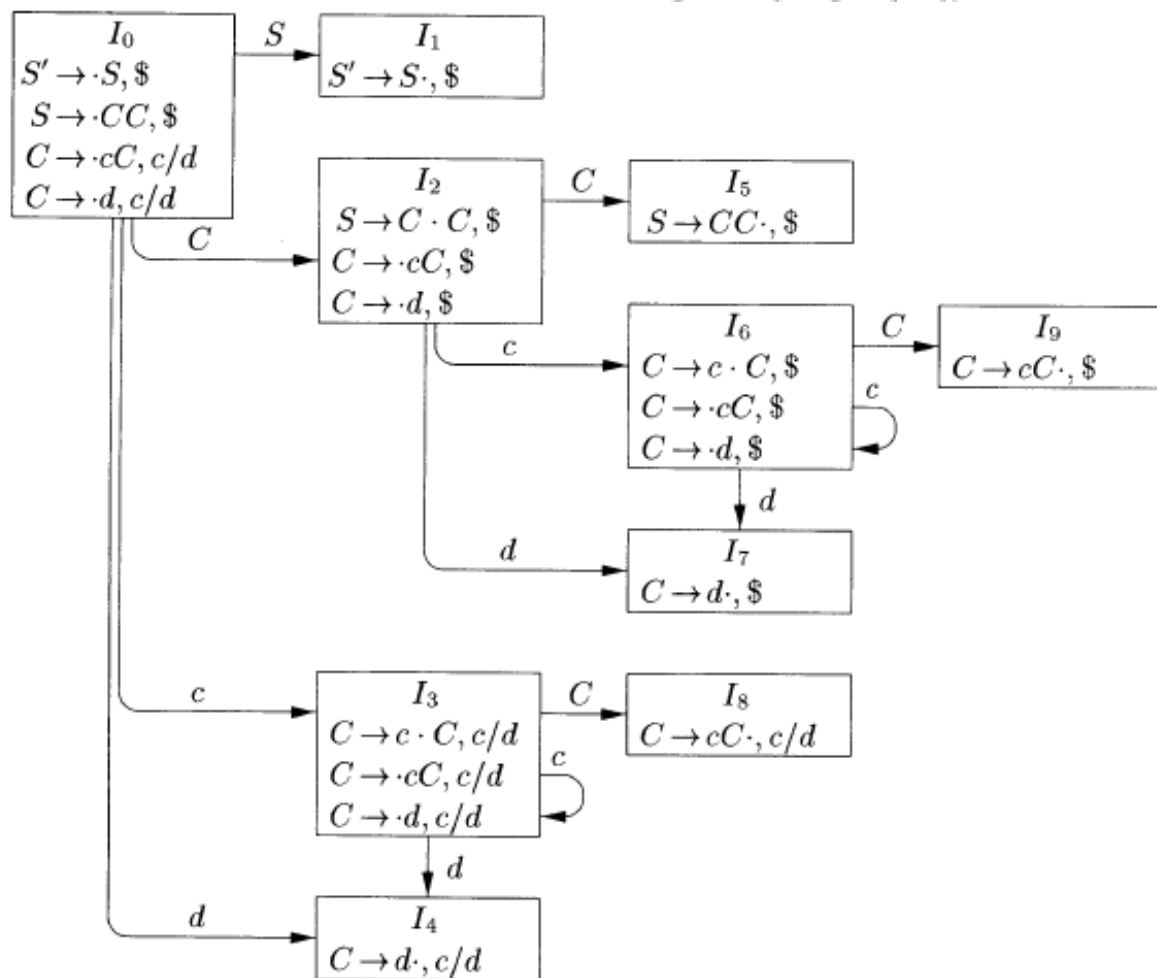 I₀
S′ → ·S, $
S → ·CC, $
C → ·cC, c/d
C → ·d, c/d
S
I₁
S′ → S·, $
C
I₂
S → C · C, $
C → ·cC, $
C → ·d, $
C
I₅
S → CC·, $
c
I₆
C → c · C, $
C → ·cC, $
C → ·d, $
C
I₉
C → cC·, $
c
d
d
I₇
C → d·, $
c
I₃
C → c · C, c/d
C → ·cC, c/d
C → ·d, c/d
C
I₈
C → cC·, c/d
c
d
d
I₄
C → d·, c/d